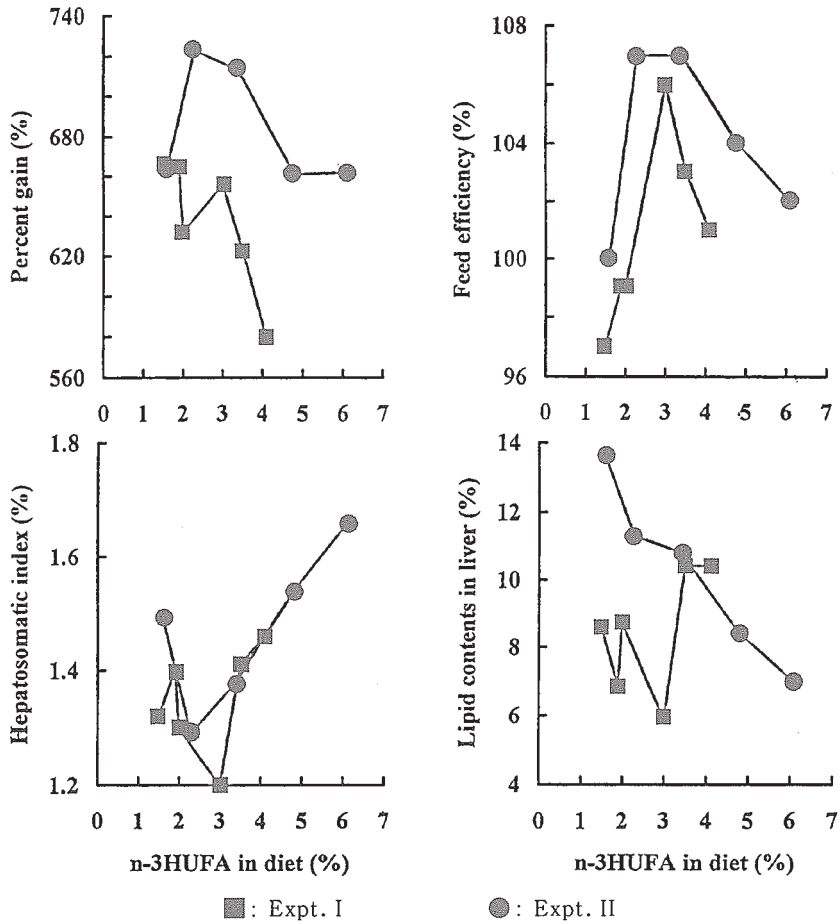 Percent gain (%)
740
680
620
560
0 1 2 3 4 5 6 7
Feed efficiency (%)
108
104
100
96
0 1 2 3 4 5 6 7
Hepatosomatic index (%)
1.8
1.6
1.4
1.2
0 1 2 3 4 5 6 7
n-3HUFA in diet (%)
Lipid contents in liver (%)
14
12
10
8
6
4
0 1 2 3 4 5 6 7
n-3HUFA in diet (%)
: Expt. I
: Expt. II